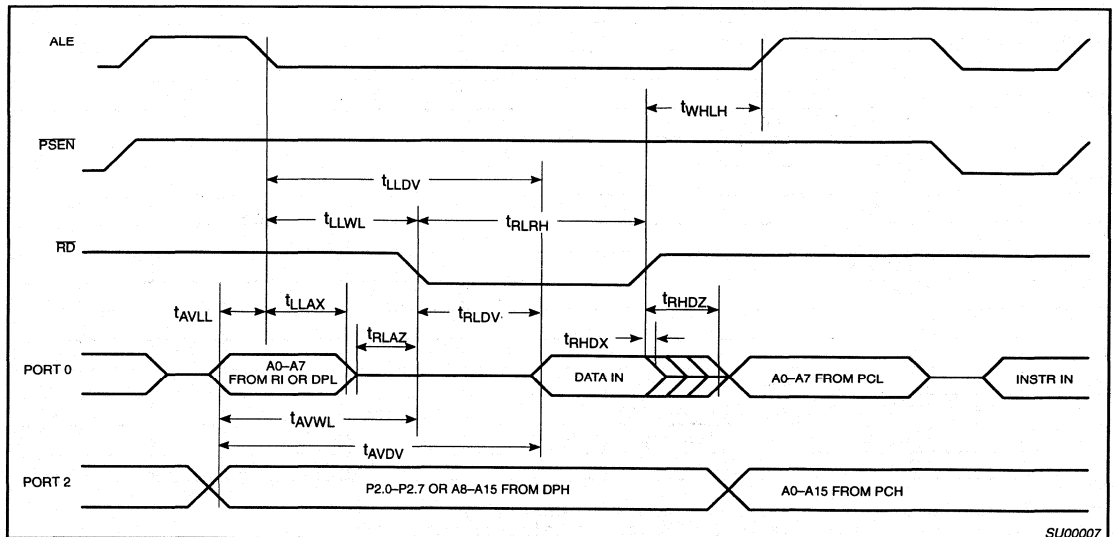 ALE
tWHLH
PSEN
tLLDV
tLLWL
tRLRH
RD
tAVLL
tLLAX
tRLAZ
tRLDV
tRHDZ
tRHDX
PORT 0
A0–A7
FROM RI OR DPL
DATA IN
A0–A7 FROM PCL
INSTR IN
tAVWL
tAVDV
PORT 2
P2.0–P2.7 OR A8–A15 FROM DPH
A0–A15 FROM PCH
SU00007